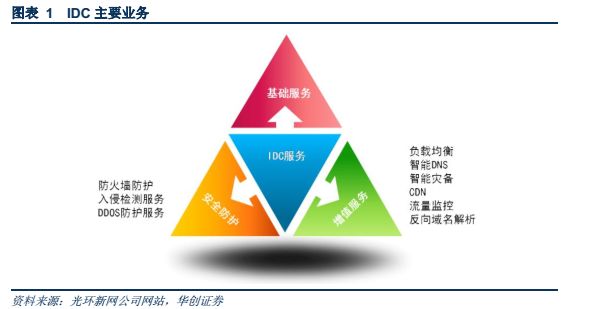 图表 1 IDC 主要业务
基础服务
IDC服务
安全防护
增值服务
防火墙防护
入侵检测服务
DDOS防护服务
负载均衡
智能DNS
智能灾备
CDN
流量监控
反向域名解析
资料来源：光环新网公司网站，华创证券